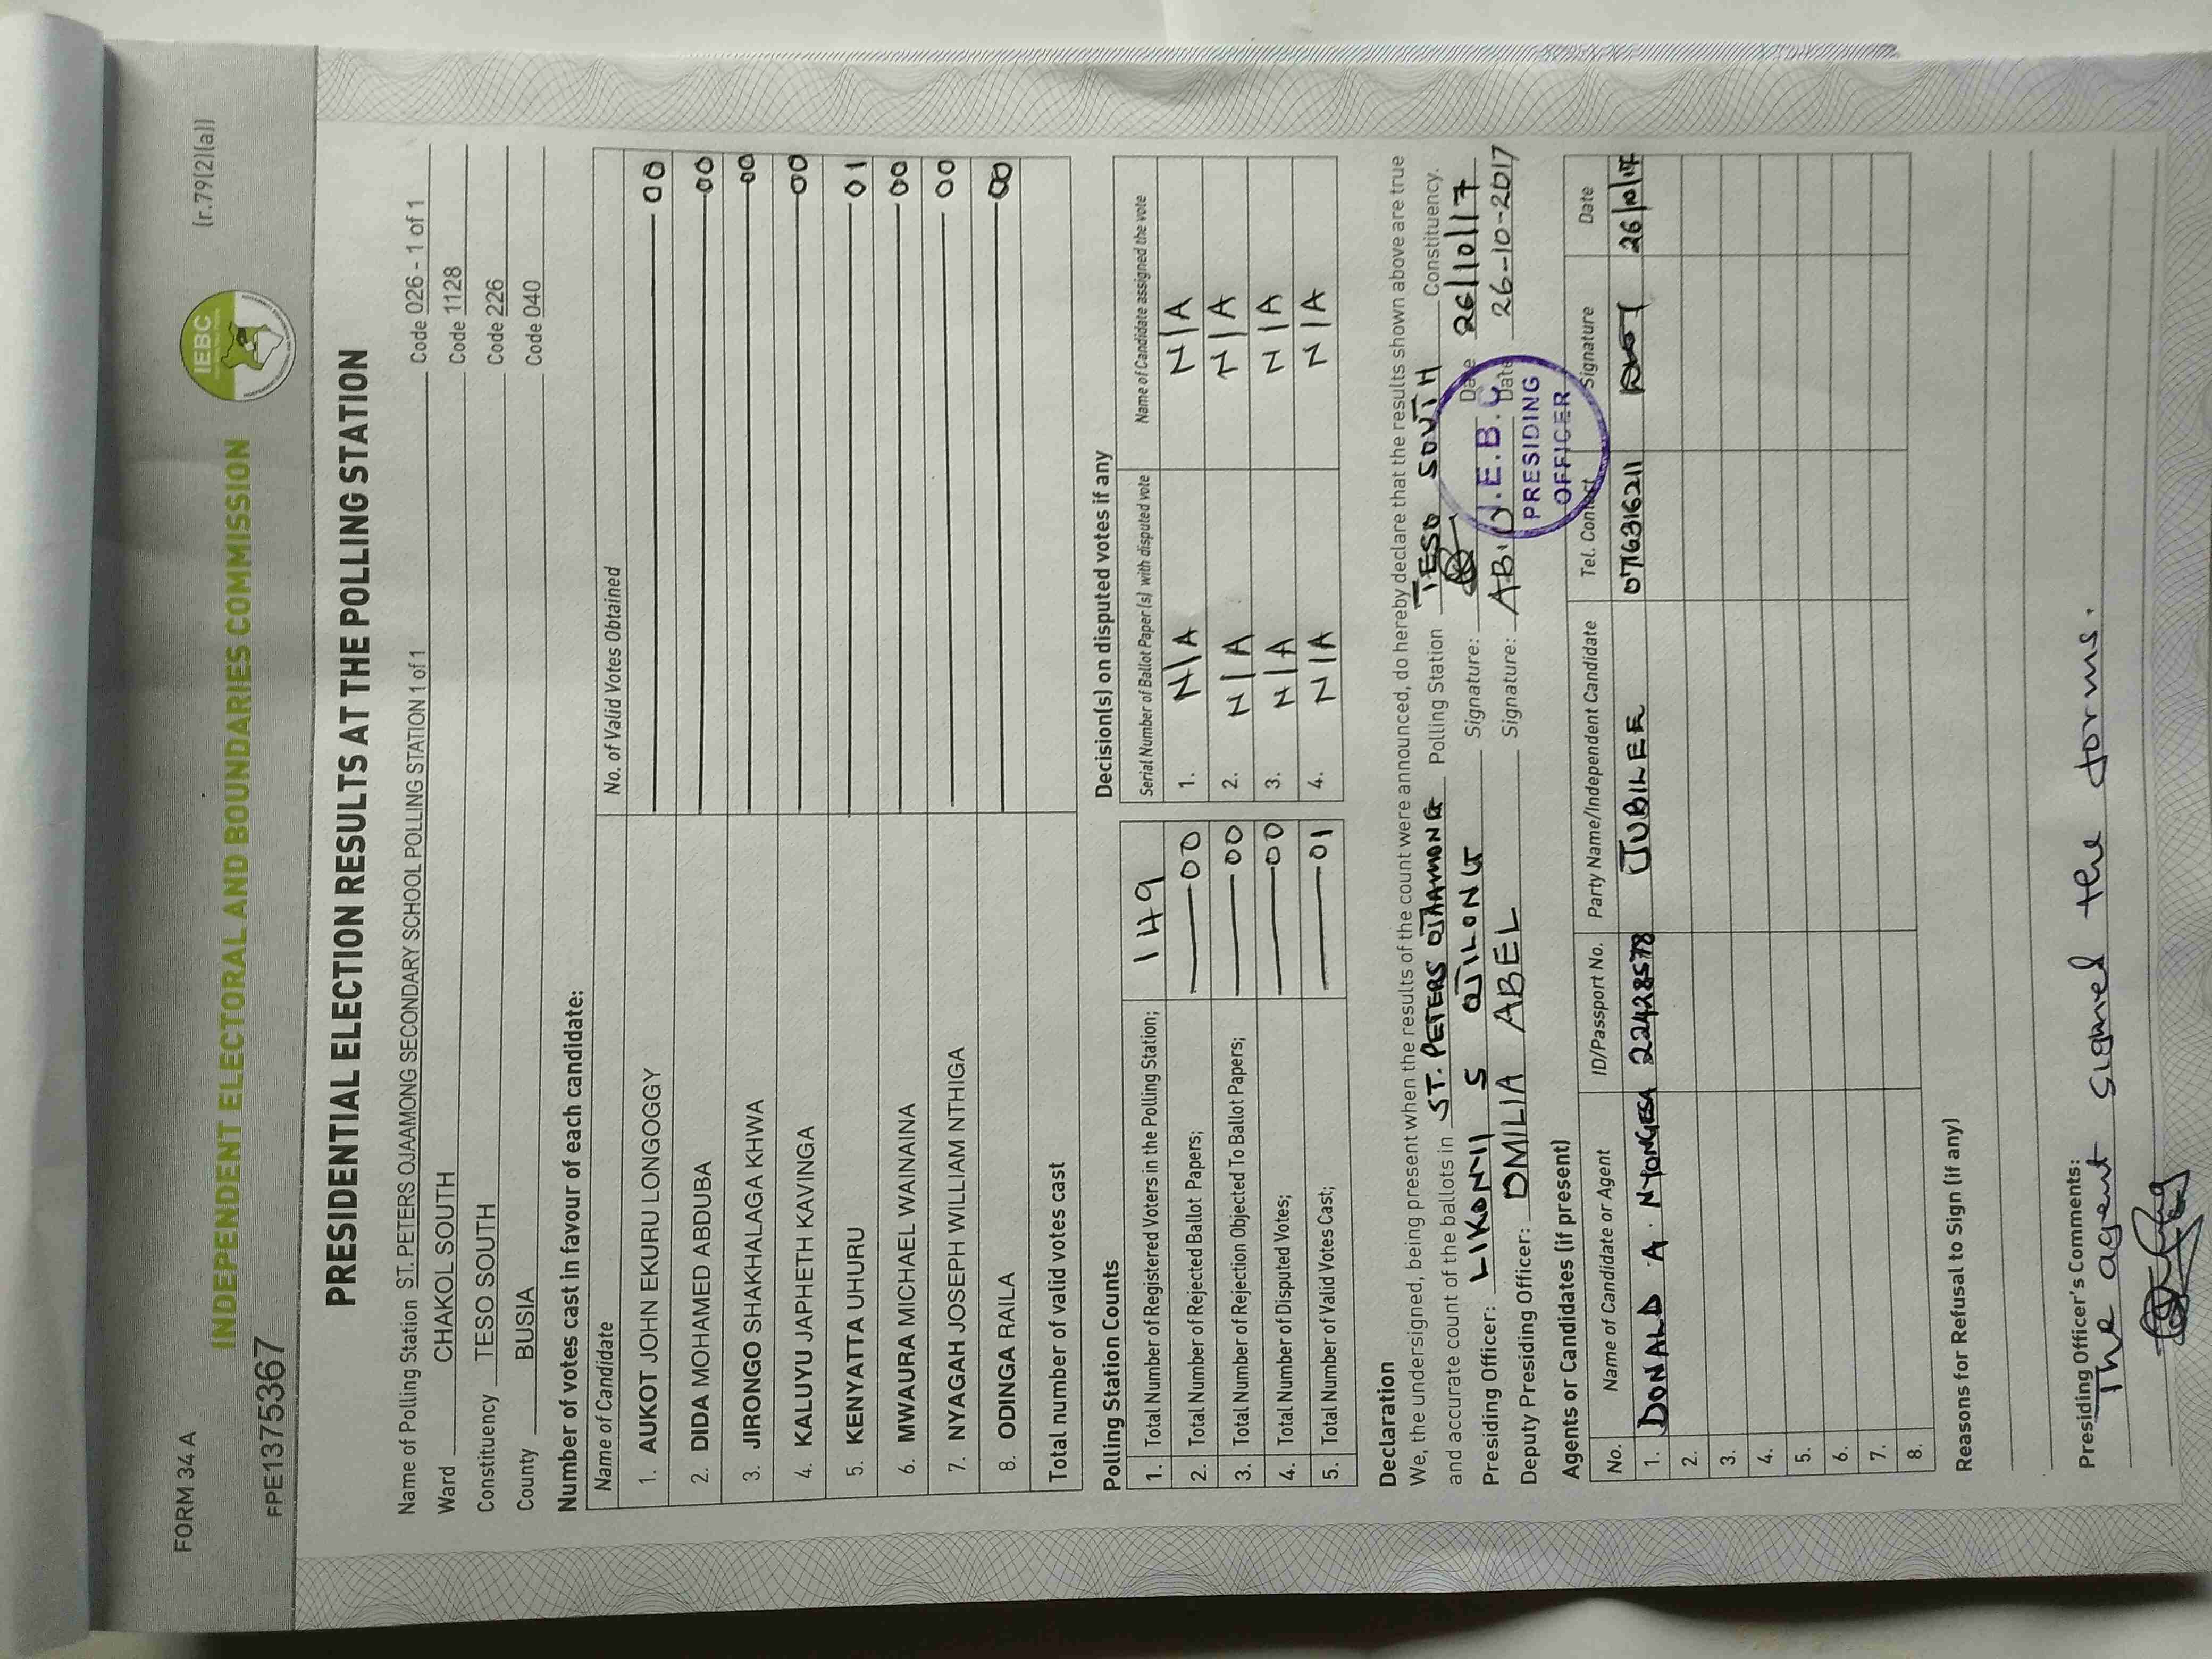 FORM 34 A
(r.79(2)(a))
IEBC
INDEPENDENT ELECTORAL AND BOUNDARIES COMMISSION
FPE1375367
PRESIDENTIAL ELECTION RESULTS AT THE POLLING STATION
Name of Polling Station ST. PETERS OJAAMONG SECONDARY SCHOOL POLLING STATION 1 of 1 Code 026 - 1 of 1
Ward CHAKOL SOUTH Code 1128
Constituency TESO SOUTH Code 226
County BUSIA Code 040
Number of votes cast in favour of each candidate:
Name of Candidate No. of Valid Votes Obtained
1. AUKOT JOHN EKURU LONGOGGY 00
2. DIDA MOHAMED ABDUBA 00
3. JIRONGO SHAKHALAGA KHWA 00
4. KALUYU JAPHETH KAVINGA 00
5. KENYATTA UHURU 01
6. MWAURA MICHAEL WAINAINA 00
7. NYAGAH JOSEPH WILLIAM NTHIGA 00
8. ODINGA RAILA 00
Total number of valid votes cast
Polling Station Counts
1. Total Number of Registered Voters in the Polling Station; 149
2. Total Number of Rejected Ballot Papers; 00
3. Total Number of Rejection Objected To Ballot Papers; 00
4. Total Number of Disputed Votes; 00
5. Total Number of Valid Votes Cast; 01
Decision(s) on disputed votes if any
Serial Number of Ballot Paper(s) with disputed vote Name of Candidate assigned the vote
1. N/A N/A
2. N/A N/A
3. N/A N/A
4. N/A N/A
Declaration
We, the undersigned, being present when the results of the count were announced, do hereby declare that the results shown above are true
and accurate count of the ballots in ST. PETERS OJAAMONG Polling Station TESO SOUTH Constituency.
Presiding Officer: LIKONYI S OJILONG Signature: Date 26/10/17
Deputy Presiding Officer: OMILIA ABEL Signature: Date 26-10-2017
I.E.B.C.
PRESIDING
OFFICER
Agents or Candidates (if present)
No. Name of Candidate or Agent ID/Passport No. Party Name/Independent Candidate Tel. Contact Signature Date
1. DONALD A. NYONGESA 22428578 JUBILEE 0776316211 26/10/17
2.
3.
4.
5.
6.
7.
8.
Reasons for Refusal to Sign (if any)
Presiding Officer's Comments:
The agent signed the forms.